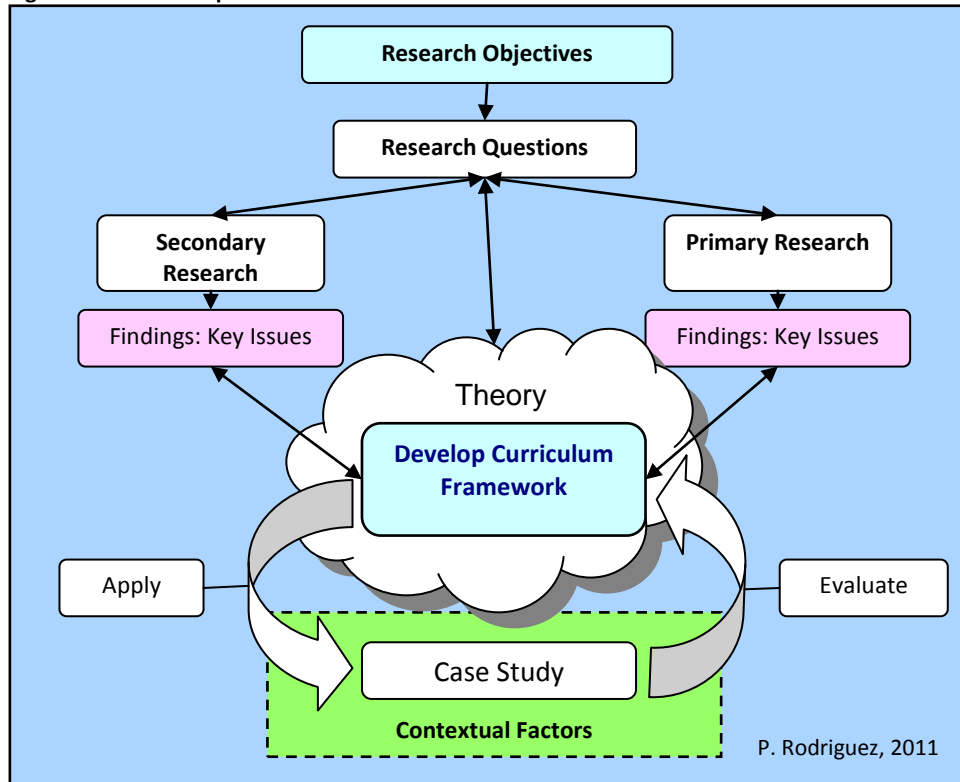 Research Objectives
Research Questions
Secondary
Research
Primary Research
Findings: Key Issues
Findings: Key Issues
Theory
Develop Curriculum
Framework
Apply
Evaluate
Case Study
Contextual Factors
P. Rodriguez, 2011